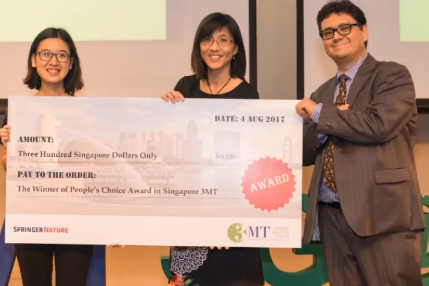 DATE: 4 AUG 2017
AMOUNT:
Three Hundred Singapore Dollars Only
PAY TO THE ORDER:
The Winner of People's Choice Award in Singapore 3MT
AWARD
SPRINGER NATURE
3MT